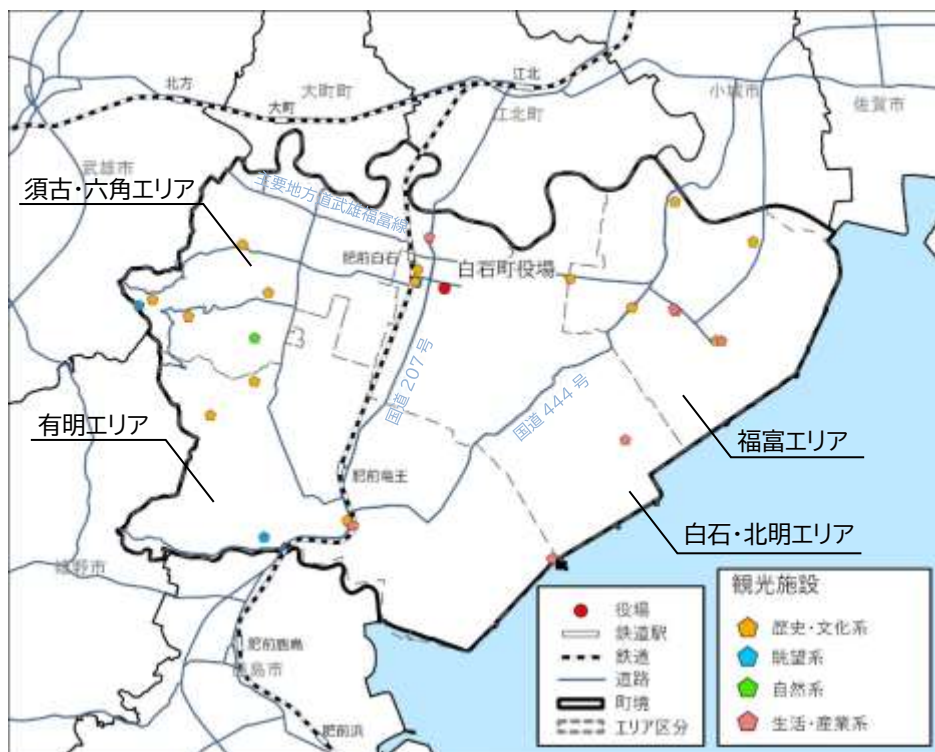 北方
大町
大町町
江北
江北町
小城市
佐賀市
武雄市
須古・六角エリア
主要地方道武雄福富線
肥前白石
白石町役場
国道 207 号
国道 444 号
有明エリア
福富エリア
肥前竜王
白石・北明エリア
嬉野市
肥前鹿島
鹿島市
肥前浜
役場
鉄道駅
鉄道
道路
町境
エリア区分
観光施設
歴史・文化系
眺望系
自然系
生活・産業系